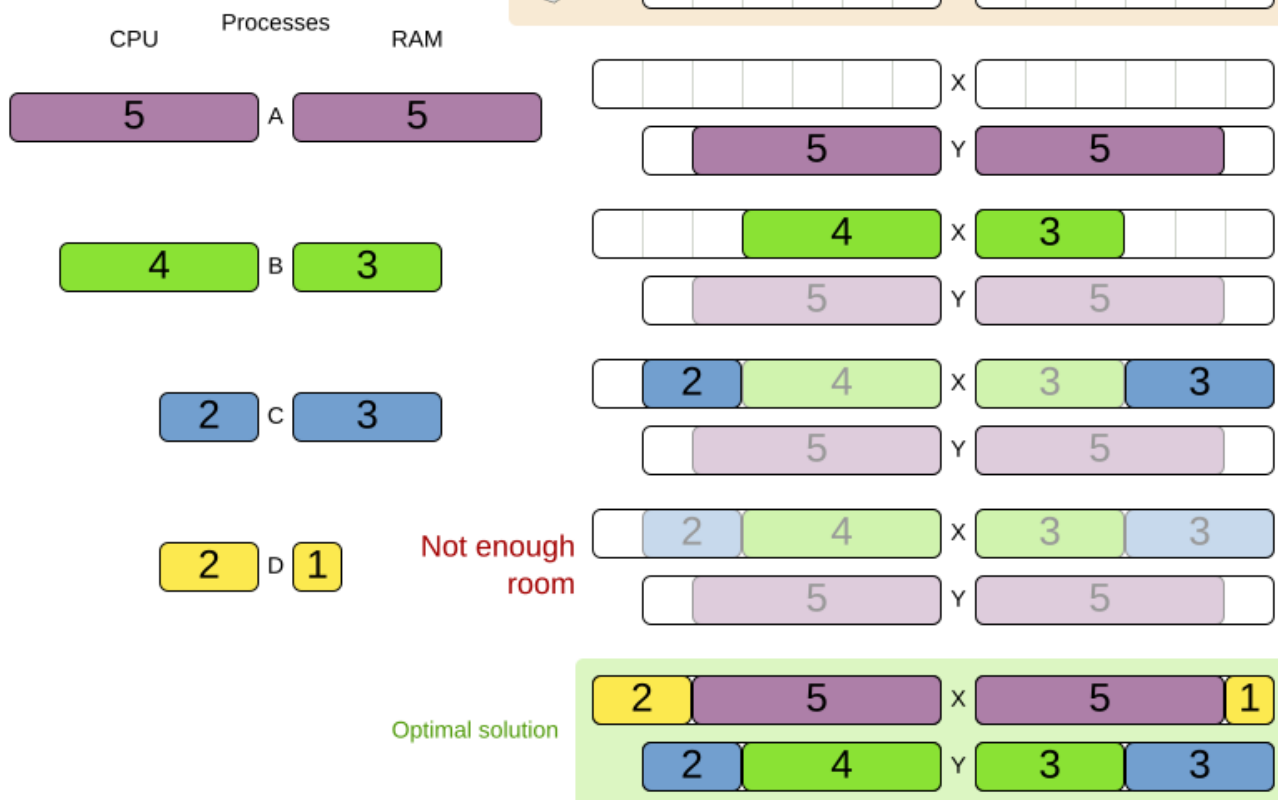 Processes
CPU RAM
X
5 A 5
5 Y 5
4 X 3
4 B 3
5 Y 5
2 4 X 3 3
2 C 3
5 Y 5
Not enough
room
2 4 X 3 3
2 D 1
5 Y 5
2 5 X 5 1
Optimal solution
2 4 Y 3 3